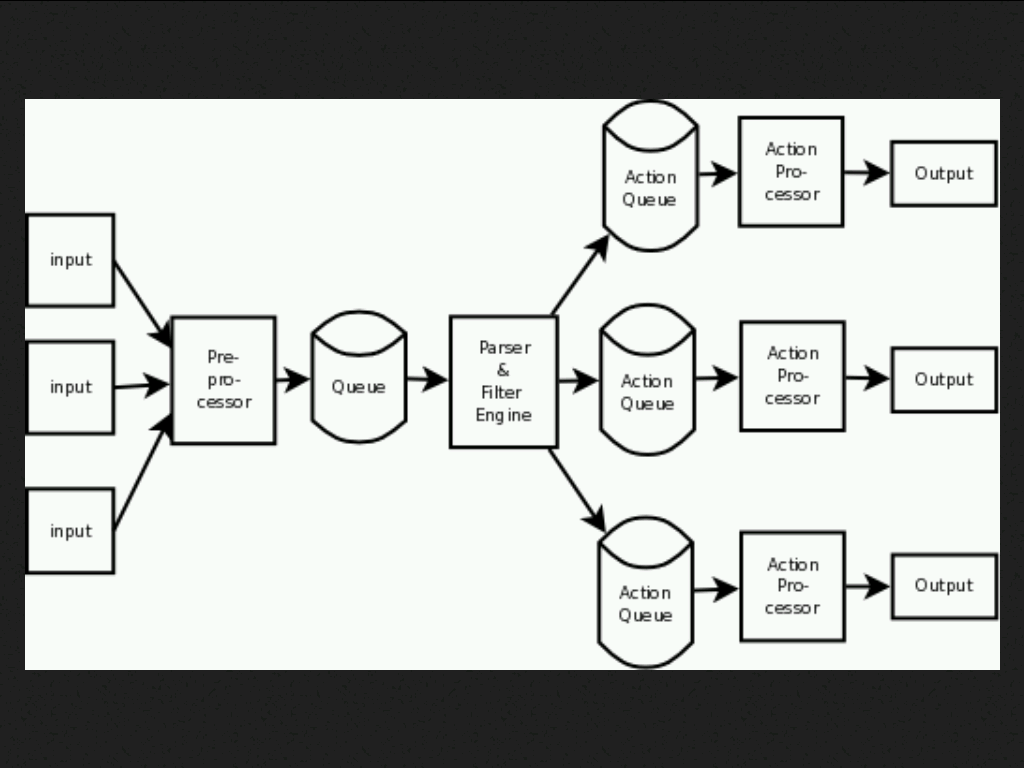 input
input
input
Pre-
pro-
cessor
Queue
Parser
&
Filter
Engine
Action
Queue
Action
Pro-
cessor
Output
Action
Queue
Action
Pro-
cessor
Output
Action
Queue
Action
Pro-
cessor
Output